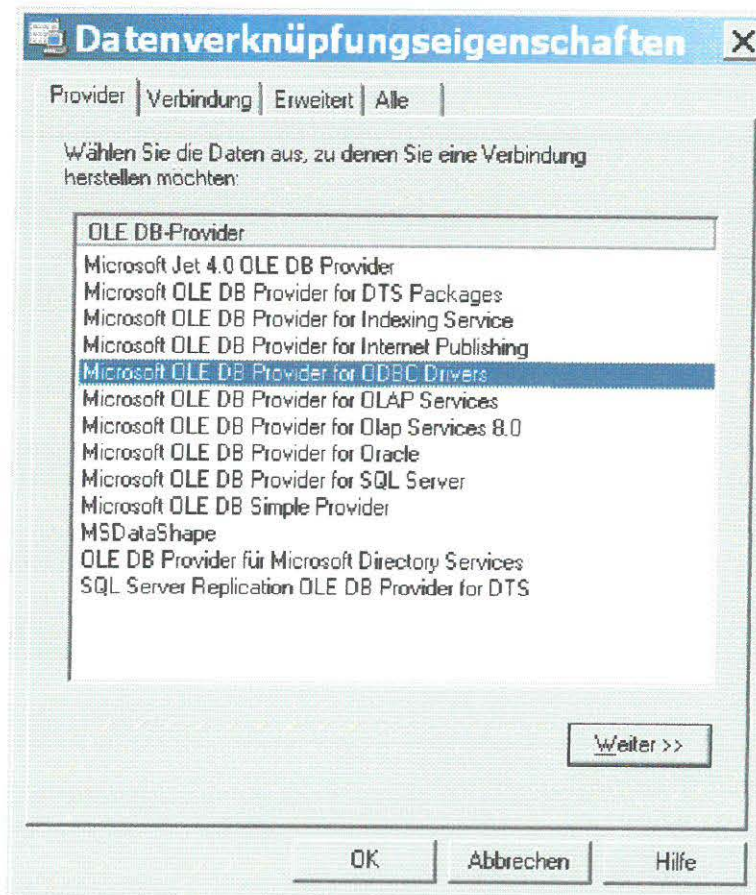 Datenverknüpfungseigenschaften
Provider Verbindung Erweitert Alle
Wählen Sie die Daten aus, zu denen Sie eine Verbindung
herstellen möchten:
OLE DB-Provider
Microsoft Jet 4.0 OLE DB Provider
Microsoft OLE DB Provider for DTS Packages
Microsoft OLE DB Provider for Indexing Service
Microsoft OLE DB Provider for Internet Publishing
Microsoft OLE DB Provider for ODBC Drivers
Microsoft OLE DB Provider for OLAP Services
Microsoft OLE DB Provider for Olap Services 8.0
Microsoft OLE DB Provider for Oracle
Microsoft OLE DB Provider for SQL Server
Microsoft OLE DB Simple Provider
MSDataShape
OLE DB Provider für Microsoft Directory Services
SQL Server Replication OLE DB Provider for DTS
Weiter >>
OK Abbrechen Hilfe